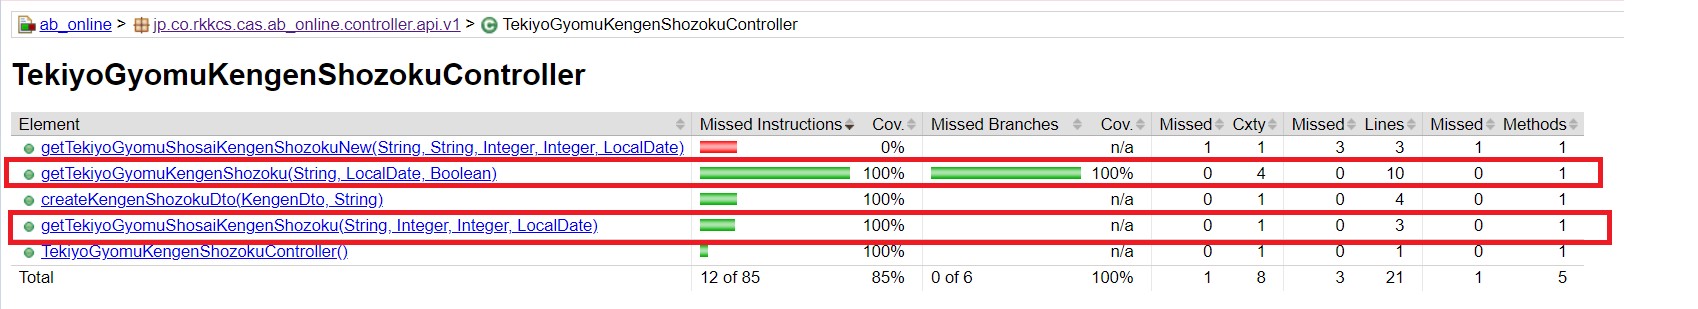 ab_online > jp.co.rkkcs.cas.ab_online.controller.api.v1 > TekiyoGyomuKengenShozokuController
TekiyoGyomuKengenShozokuController
Element Missed Instructions Cov. Missed Branches Cov. Missed Cxty Missed Lines Missed Methods
getTekiyoGyomuShosaiKengenShozokuNew(String, String, Integer, Integer, LocalDate) 0% n/a 1 1 3 3 1 1
getTekiyoGyomuKengenShozoku(String, LocalDate, Boolean) 100% 100% 0 4 0 10 0 1
createKengenShozokuDto(KengenDto, String) 100% n/a 0 1 0 4 0 1
getTekiyoGyomuShosaiKengenShozoku(String, Integer, Integer, LocalDate) 100% n/a 0 1 0 3 0 1
TekiyoGyomuKengenShozokuController() 100% n/a 0 1 0 1 0 1
Total 12 of 85 85% 0 of 6 100% 1 8 3 21 1 5